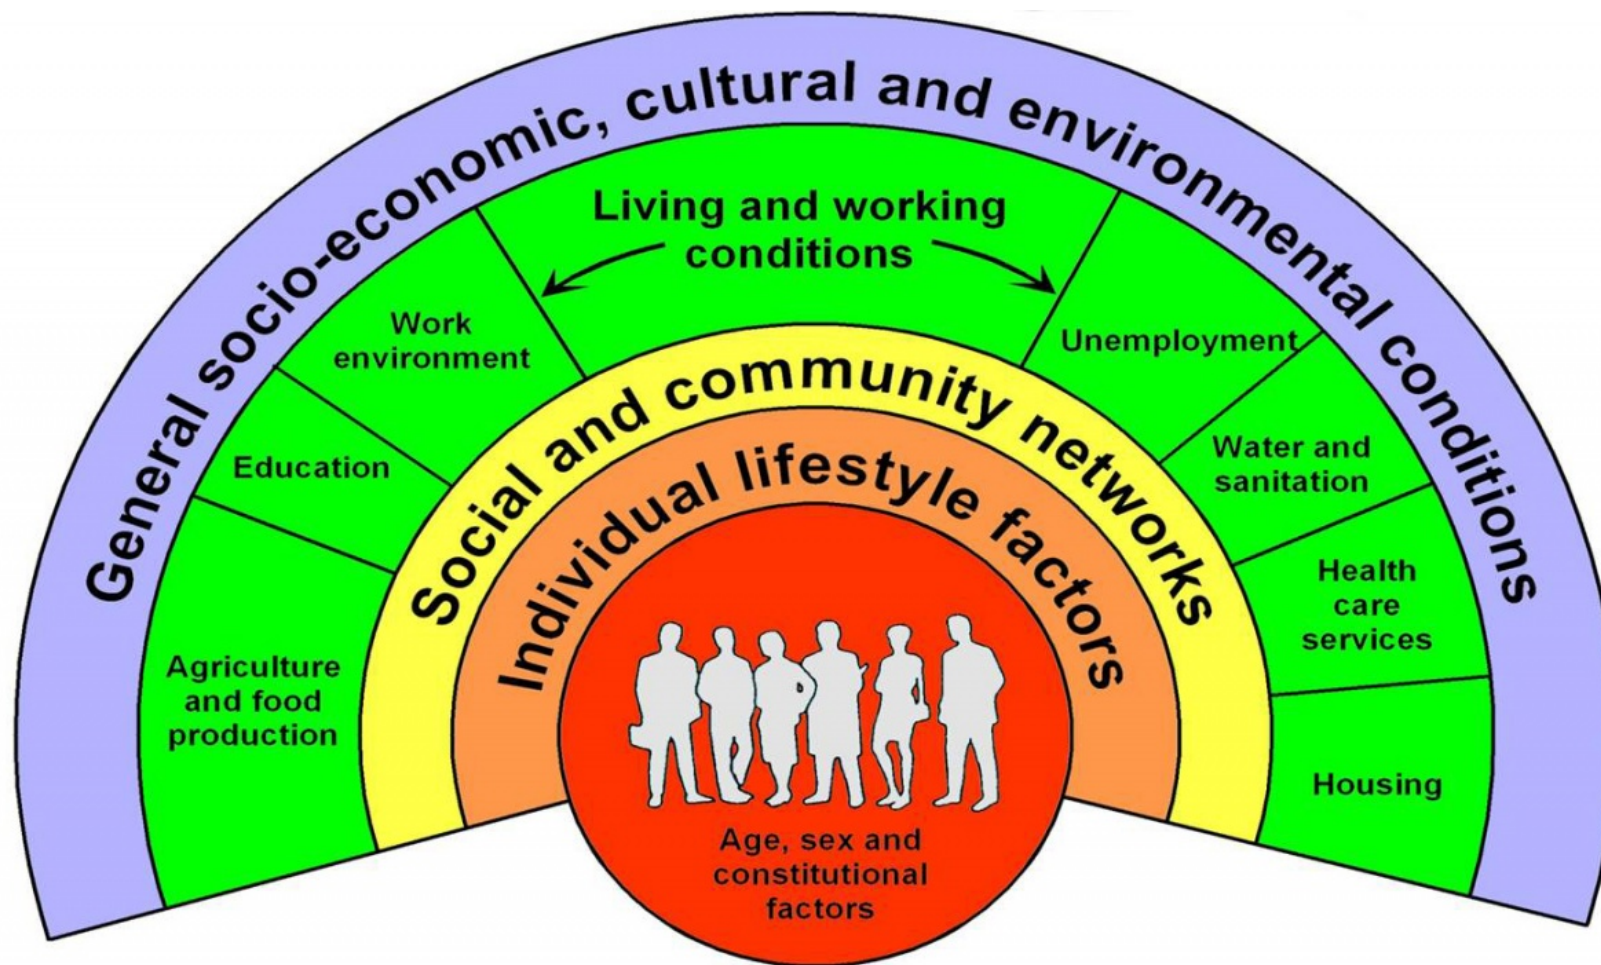 General socio-economic, cultural and environmental conditions
Living and working
conditions
Work
environment
Unemployment
Education
Water and
sanitation
Agriculture
and food
production
Health
care
services
Housing
Social and community networks
Individual lifestyle factors
Age, sex and
constitutional
factors